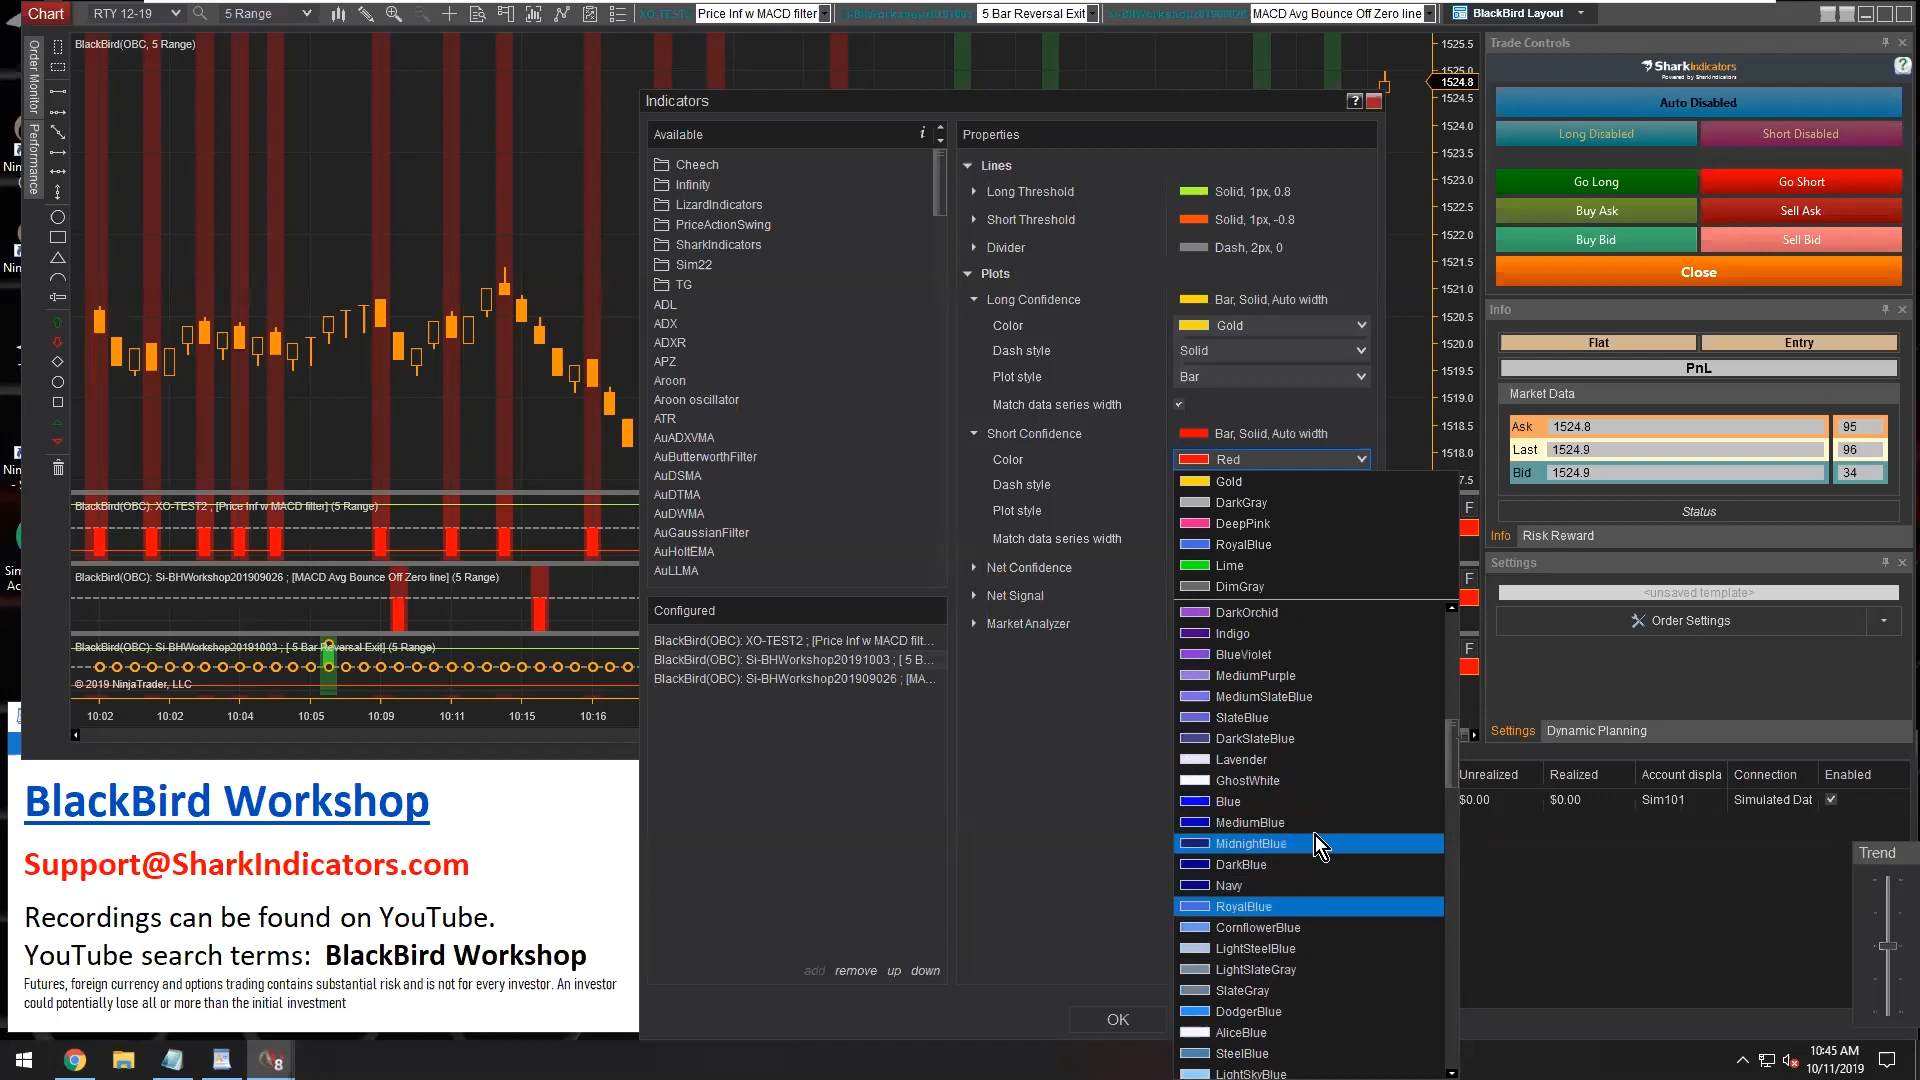 Chart
RTY 12-19
5 Range
XO-TEST2
Price Inf w MACD filter
5 Bar Reversal Exit
MACD Avg Bounce Off Zero line
BlackBird Layout
Order Monitor
Performance
BlackBird(OBC, 5 Range)
1525.5
1525.0
1524.8
1524.5
1524.0
1523.5
1523.0
1522.5
1522.0
1521.5
1521.0
1520.5
1520.0
1519.5
1519.0
1518.5
1518.0
7.5
F
F
F
BlackBird(OBC): XO-TEST2 , [Price Inf w MACD filter] (5 Range)
BlackBird(OBC): Si-BHWorkshop201909026 ; [MACD Avg Bounce Off Zero line] (5 Range)
BlackBird(OBC): Si-BHWorkshop20191003 ; [ 5 Bar Reversal Exit] (5 Range)
© 2019 NinjaTrader, LLC
10:02
10:02
10:04
10:05
10:09
10:11
10:15
10:16
Indicators
?
Available
i
Cheech
Infinity
LizardIndicators
PriceActionSwing
SharkIndicators
Sim22
TG
ADL
ADX
ADXR
APZ
Aroon
Aroon oscillator
ATR
AuADXVMA
AuButterworthFilter
AuDSMA
AuDTMA
AuDWMA
AuGaussianFilter
AuHoltEMA
AuLLMA
Configured
BlackBird(OBC): XO-TEST2 ; [Price Inf w MACD filt...
BlackBird(OBC): Si-BHWorkshop20191003 ; [ 5 B...
BlackBird(OBC): Si-BHWorkshop201909026 ; [MA...
add remove up down
Properties
Lines
Long Threshold
Solid, 1px, 0.8
Short Threshold
Solid, 1px, -0.8
Divider
Dash, 2px, 0
Plots
Long Confidence
Bar, Solid, Auto width
Color
Gold
Dash style
Solid
Plot style
Bar
Match data series width
Short Confidence
Bar, Solid, Auto width
Color
Red
Dash style
Plot style
Match data series width
Net Confidence
Net Signal
Market Analyzer
Gold
DarkGray
DeepPink
RoyalBlue
Lime
DimGray
DarkOrchid
Indigo
BlueViolet
MediumPurple
MediumSlateBlue
SlateBlue
DarkSlateBlue
Lavender
GhostWhite
Blue
MediumBlue
MidnightBlue
DarkBlue
Navy
RoyalBlue
CornflowerBlue
LightSteelBlue
LightSlateGray
SlateGray
DodgerBlue
AliceBlue
SteelBlue
LightSkyBlue
OK
Trade Controls
SharkIndicators
Powered by SharkIndicators
?
Auto Disabled
Long Disabled
Short Disabled
Go Long
Go Short
Buy Ask
Sell Ask
Buy Bid
Sell Bid
Close
Info
Flat
Entry
PnL
Market Data
Ask 1524.8 95
Last 1524.9 96
Bid 1524.9 34
Status
Info Risk Reward
Settings
<unsaved template>
Order Settings
Settings Dynamic Planning
Unrealized Realized Account displa Connection Enabled
$0.00 $0.00 Sim101 Simulated Dat
Trend
BlackBird Workshop
Support@SharkIndicators.com
Recordings can be found on YouTube.
YouTube search terms: BlackBird Workshop
Futures, foreign currency and options trading contains substantial risk and is not for every investor. An investor
could potentially lose all or more than the initial investment
8
10:45 AM
10/11/2019